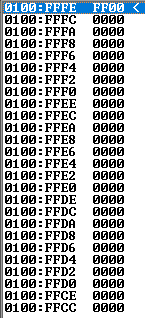 0100:FFFE FF00 <
0100:FFFC 0000
0100:FFFA 0000
0100:FFF8 0000
0100:FFF6 0000
0100:FFF4 0000
0100:FFF2 0000
0100:FFF0 0000
0100:FFEE 0000
0100:FFEC 0000
0100:FFEA 0000
0100:FFE8 0000
0100:FFE6 0000
0100:FFE4 0000
0100:FFE2 0000
0100:FFE0 0000
0100:FFDE 0000
0100:FFDC 0000
0100:FFDA 0000
0100:FFD8 0000
0100:FFD6 0000
0100:FFD4 0000
0100:FFD2 0000
0100:FFD0 0000
0100:FFCE 0000
0100:FFCC 0000